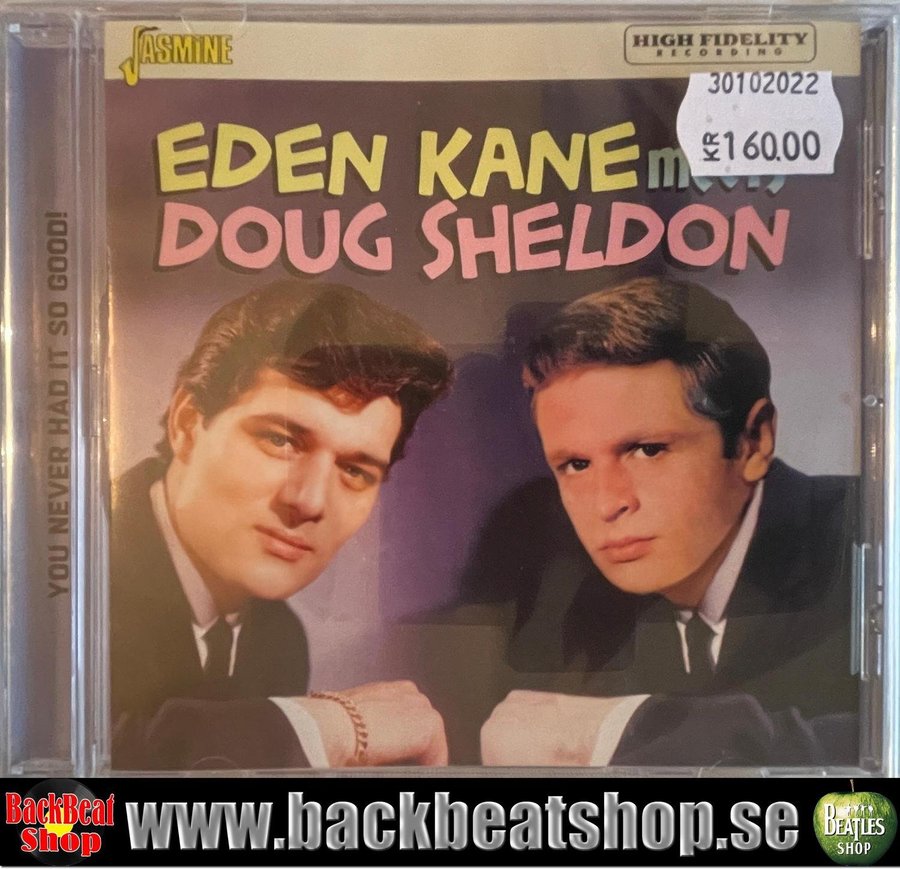 JASMINE
HIGH FIDELITY
RECORDING
30102022
KR 160.00
EDEN KANE
DOUG SHELDON
YOU NEVER HAD IT SO GOOD!
BackBeat
Shop
www.backbeatshop.se
BEATLES
SHOP